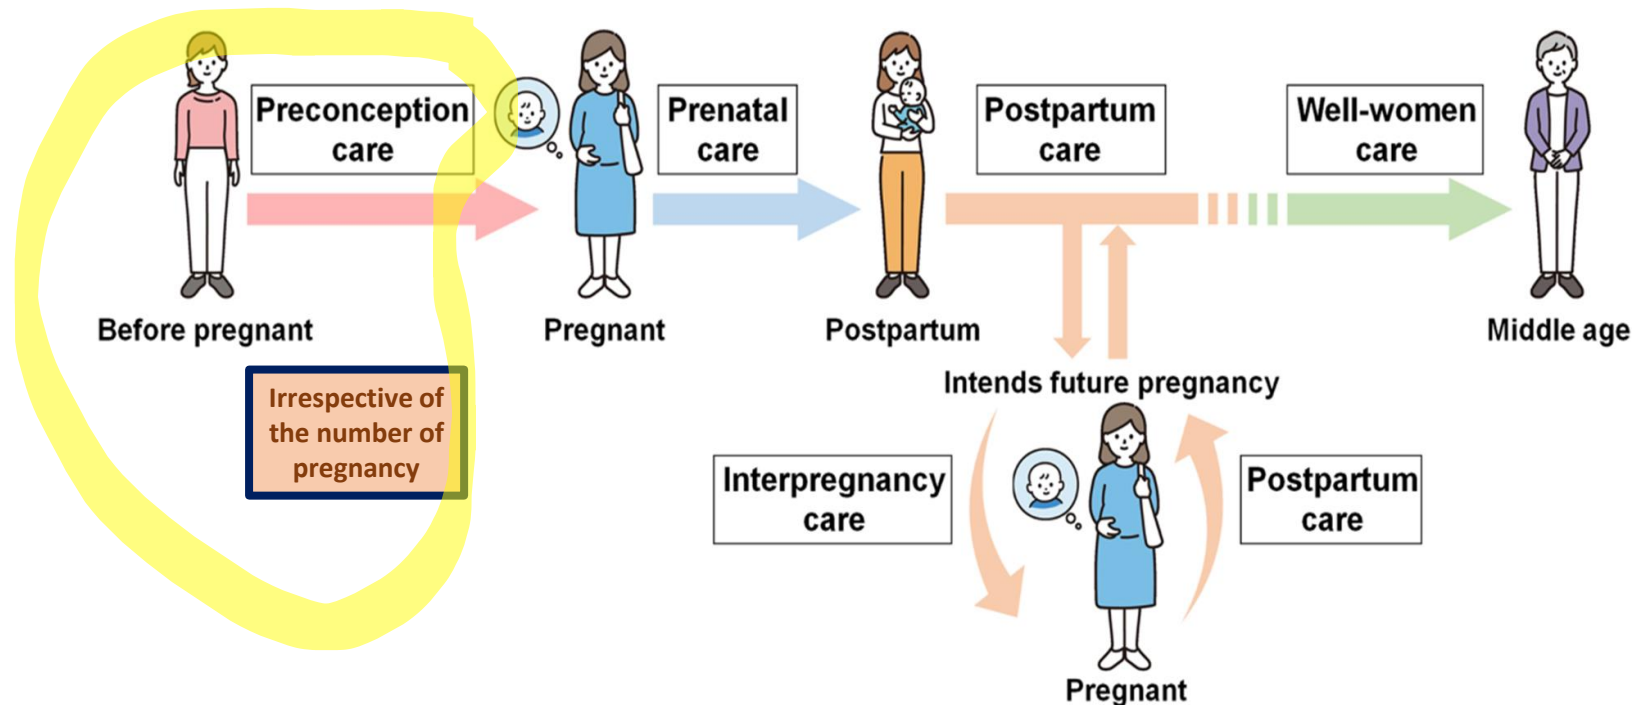 Preconception
care
Prenatal
care
Postpartum
care
Well-women
care
Before pregnant
Pregnant
Postpartum
Middle age
Irrespective of
the number of
pregnancy
Intends future pregnancy
Interpregnancy
care
Postpartum
care
Pregnant